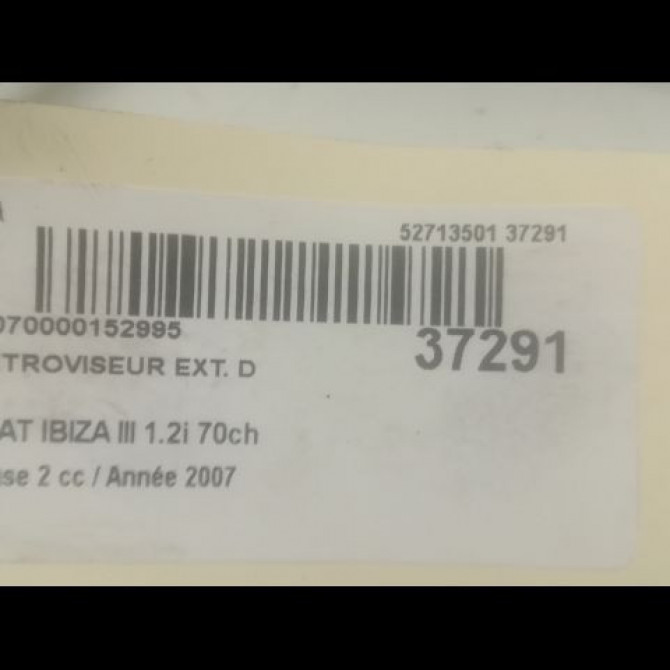 52713501 37291
070000152995
37291
TROVISEUR EXT. D
AT IBIZA III 1.2i 70ch
se 2 cc / Année 2007